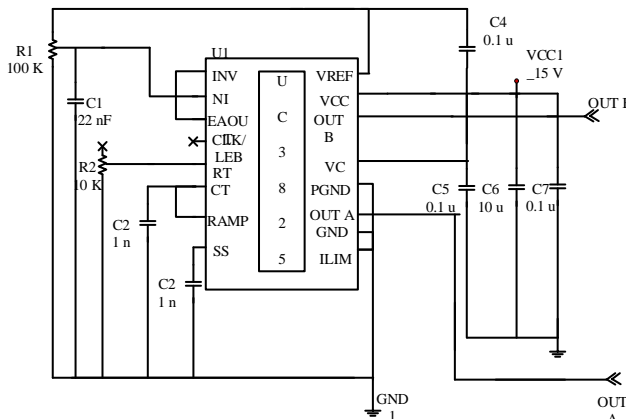 C4
0.1 u
R1
100 K
U1
VCC1
_15 V
INV
U
VREF
C1
22 nF
NI
VCC
OUT
B
C
EAOU
CLK/
LEB
3
R2
10 K
RT
VC
CT
8
PGND
C5
0.1 u
C6
10 u
C7
0.1 u
C2
1 n
RAMP
2
OUT A
GND
SS
5
ILIM
C2
1 n
GND
1
OUT
A
OUT